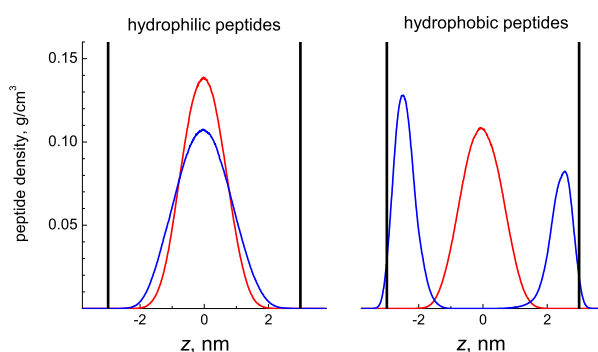 hydrophilic peptides
hydrophobic peptides
peptide density, g/cm³
0.15
0.10
0.05
-2
0
2
-2
0
2
z, nm
z, nm